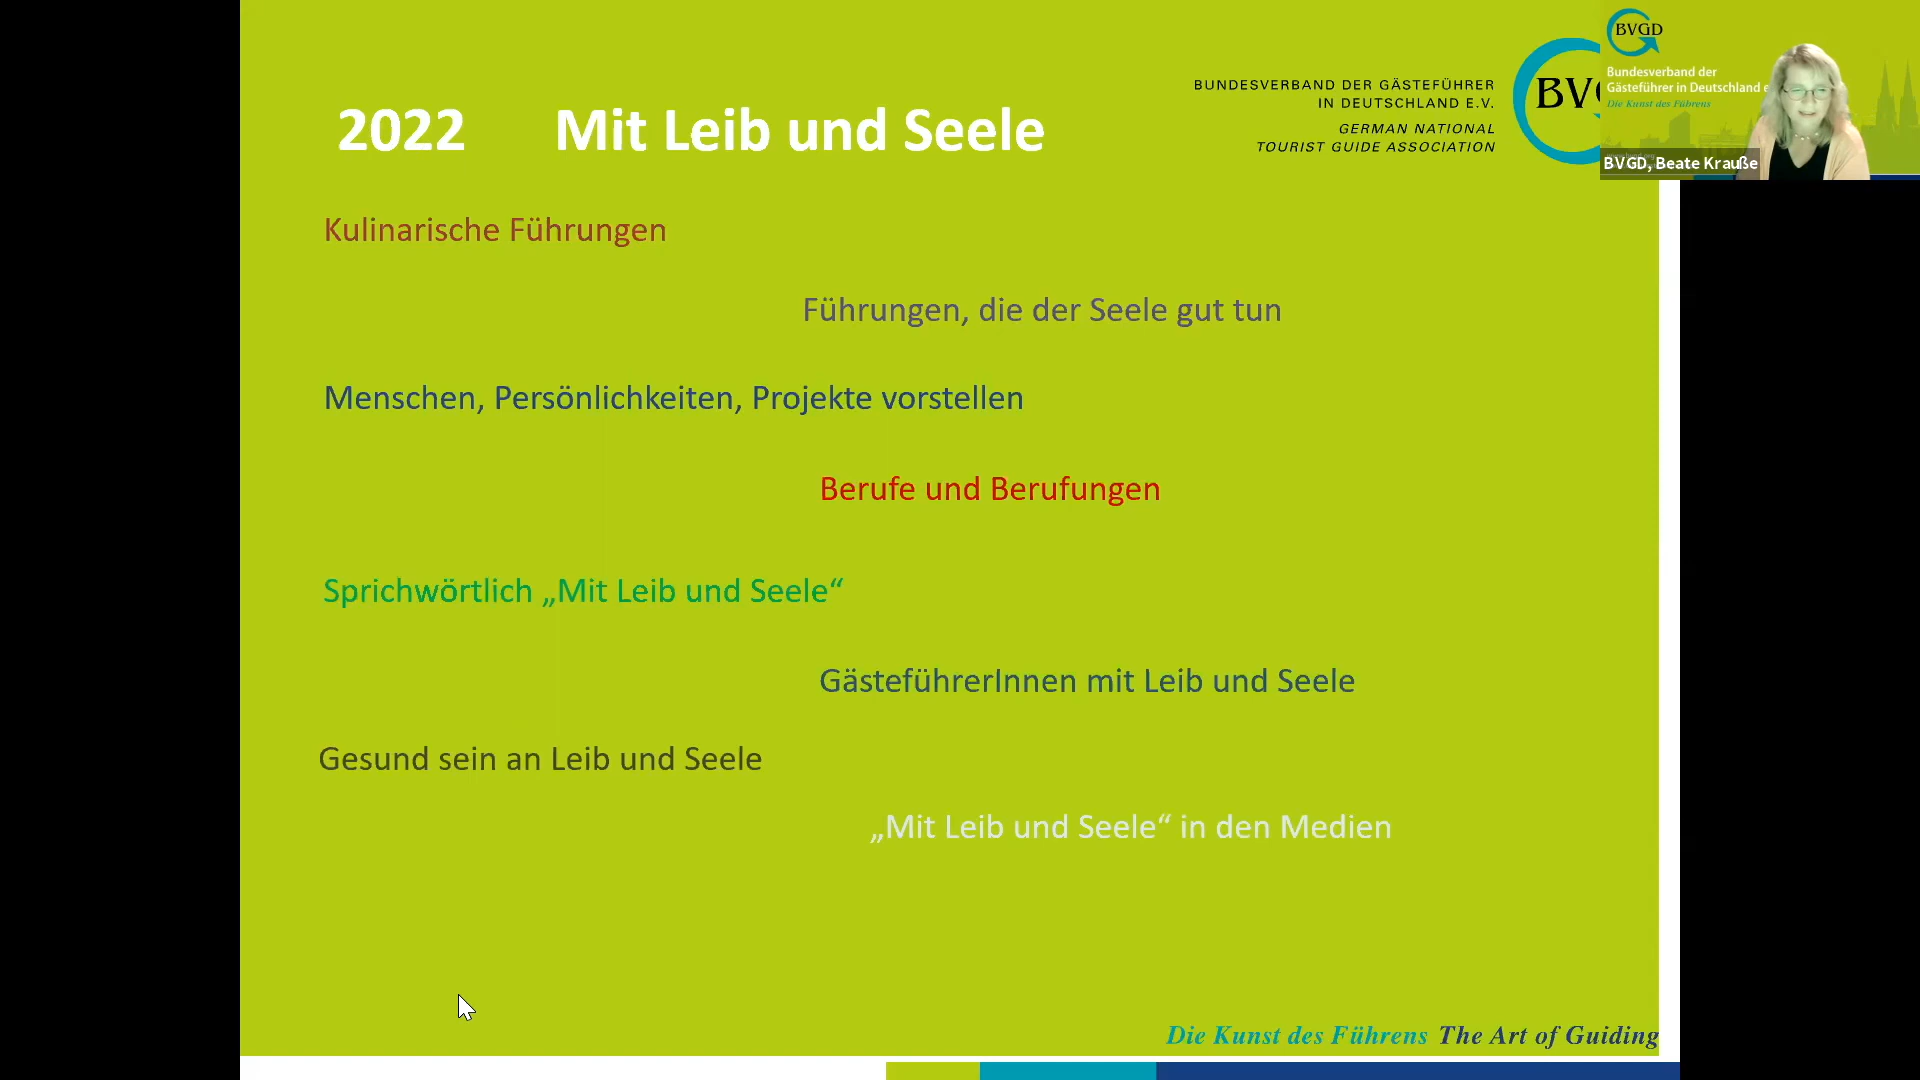 BUNDESVERBAND DER GÄSTEFÜHRER
IN DEUTSCHLAND E.V.
GERMAN NATIONAL
TOURIST GUIDE ASSOCIATION
BVGD
Bundesverband der
Gästeführer in Deutschland e
Die Kunst des Führens
BVGD, Beate Krauße
2022 Mit Leib und Seele
Kulinarische Führungen
Führungen, die der Seele gut tun
Menschen, Persönlichkeiten, Projekte vorstellen
Berufe und Berufungen
Sprichwörtlich „Mit Leib und Seele“
GästeführerInnen mit Leib und Seele
Gesund sein an Leib und Seele
„Mit Leib und Seele“ in den Medien
Die Kunst des Führens The Art of Guiding